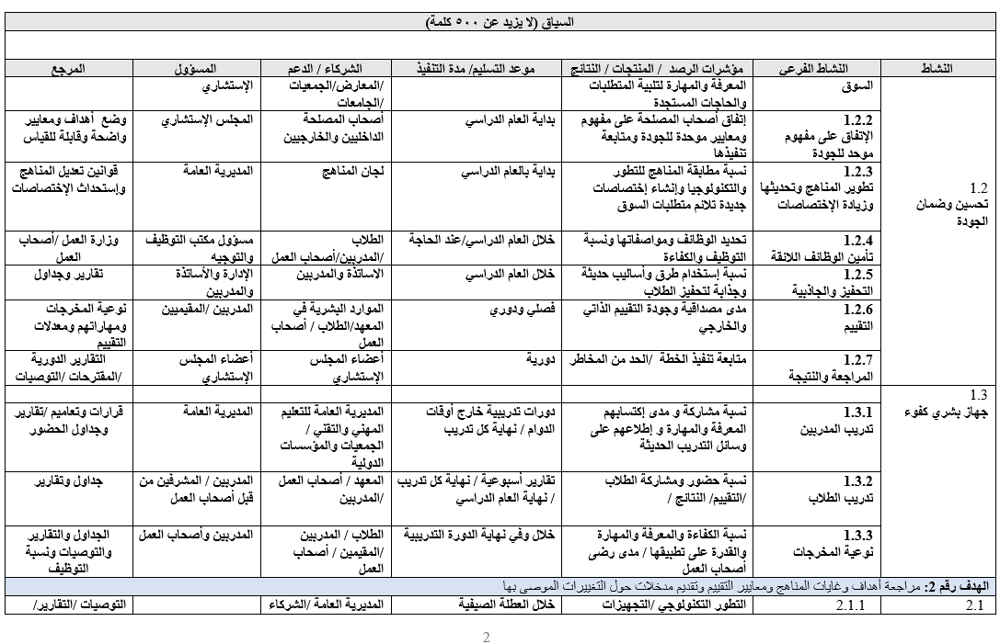 السياق (لا يزيد عن ٥٠٠ كلمة)
النشاط
النشاط الفرعي
مؤشرات الرصد / المنتجات / النتائج
موعد التسليم/ مدة التنفيذ
الشركاء / الدعم
المسؤول
المرجع
السوق
المعرفة والمهارة لتلبية المتطلبات
والحاجات المستجدة
/المعارض/الجمعيات
/الجامعات
الإستشاري
1.2
تحسين وضمان
الجودة
1.2.2
الإتفاق على مفهوم
موحد للجودة
إتفاق أصحاب المصلحة على مفهوم
ومعايير موحدة للجودة ومتابعة
تنفيذها
بداية العام الدراسي
أصحاب المصلحة
الداخليين والخارجيين
المجلس الإستشاري
وضع أهداف ومعايير
واضحة وقابلة للقياس
1.2.3
تطوير المناهج وتحديثها
وزيادة الإختصاصات
نسبة مطابقة المناهج للتطور
والتكنولوجيا وإنشاء إختصاصات
جديدة تلائم متطلبات السوق
بداية بالعام الدراسي
لجان المناهج
المديرية العامة
قوانين تعديل المناهج
وإستحداث الإختصاصات
1.2.4
تأمين الوظائف اللائقة
تحديد الوظائف ومواصفاتها ونسبة
التوظيف والكفاءة
خلال العام الدراسي/عند الحاجة
الطلاب
/المدربين/أصحاب العمل
مسؤول مكتب التوظيف
والتوجيه
وزارة العمل /أصحاب
العمل
1.2.5
التحفيز والجاذبية
نسبة إستخدام طرق وأساليب حديثة
وجذابة لتحفيز الطلاب
خلال العام الدراسي
الاساتذة والمدربين
الإدارة والأساتذة
والمدربين
تقارير وجداول
1.2.6
التقييم
مدى مصداقية وجودة التقييم الذاتي
والخارجي
فصلي ودوري
الموارد البشرية في
المعهد/الطلاب / أصحاب
العمل
المدربين /المقيميين
نوعية المخرجات
ومهاراتهم ومعدلات
التقييم
1.2.7
المراجعة والنتيجة
متابعة تنفيذ الخطة /الحد من المخاطر
دورية
أعضاء المجلس
الإستشاري
أعضاء المجلس
الإستشاري
التقارير الدورية
/المقترحات /التوصيات
1.3
جهاز بشري كفوء
1.3.1
تدريب المدربين
نسبة مشاركة و مدى إكتسابهم
المعرفة والمهارة و إطلاعهم على
وسائل التدريب الحديثة
دورات تدريبية خارج أوقات
الدوام / نهاية كل تدريب
المديرية العامة للتعليم
المهني والتقني /
الجمعيات والمؤسسات
الدولية
المديرية العامة
قرارات وتعاميم /تقارير
وجداول الحضور
1.3.2
تدريب الطلاب
نسبة حضور ومشاركة الطلاب
/التقييم/ النتائج /
تقارير أسبوعية / نهاية كل تدريب
/ نهاية العام الدراسي
المعهد / أصحاب العمل
/المدربين
المدربين / المشرفين من
قبل أصحاب العمل
جداول وتقارير
1.3.3
نوعية المخرجات
نسبة الكفاءة والمعرفة والمهارة
والقدرة على تطبيقها / مدى رضى
أصحاب العمل
خلال وفي نهاية الدورة التدريبية
الطلاب / المدربين
/المقيمين / أصحاب
العمل
المدربين وأصحاب العمل
الجداول والتقارير
والتوصيات ونسبة
التوظيف
الهدف رقم 2: مراجعة أهداف وغايات المناهج ومعايير التقييم وتقديم مدخلات حول التغييرات الموصى بها
2.1
2.1.1
التطور التكنولوجي /التجهيزات
خلال العطلة الصيفية
المديرية العامة /الشركاء
التوصيات /التقارير/
2